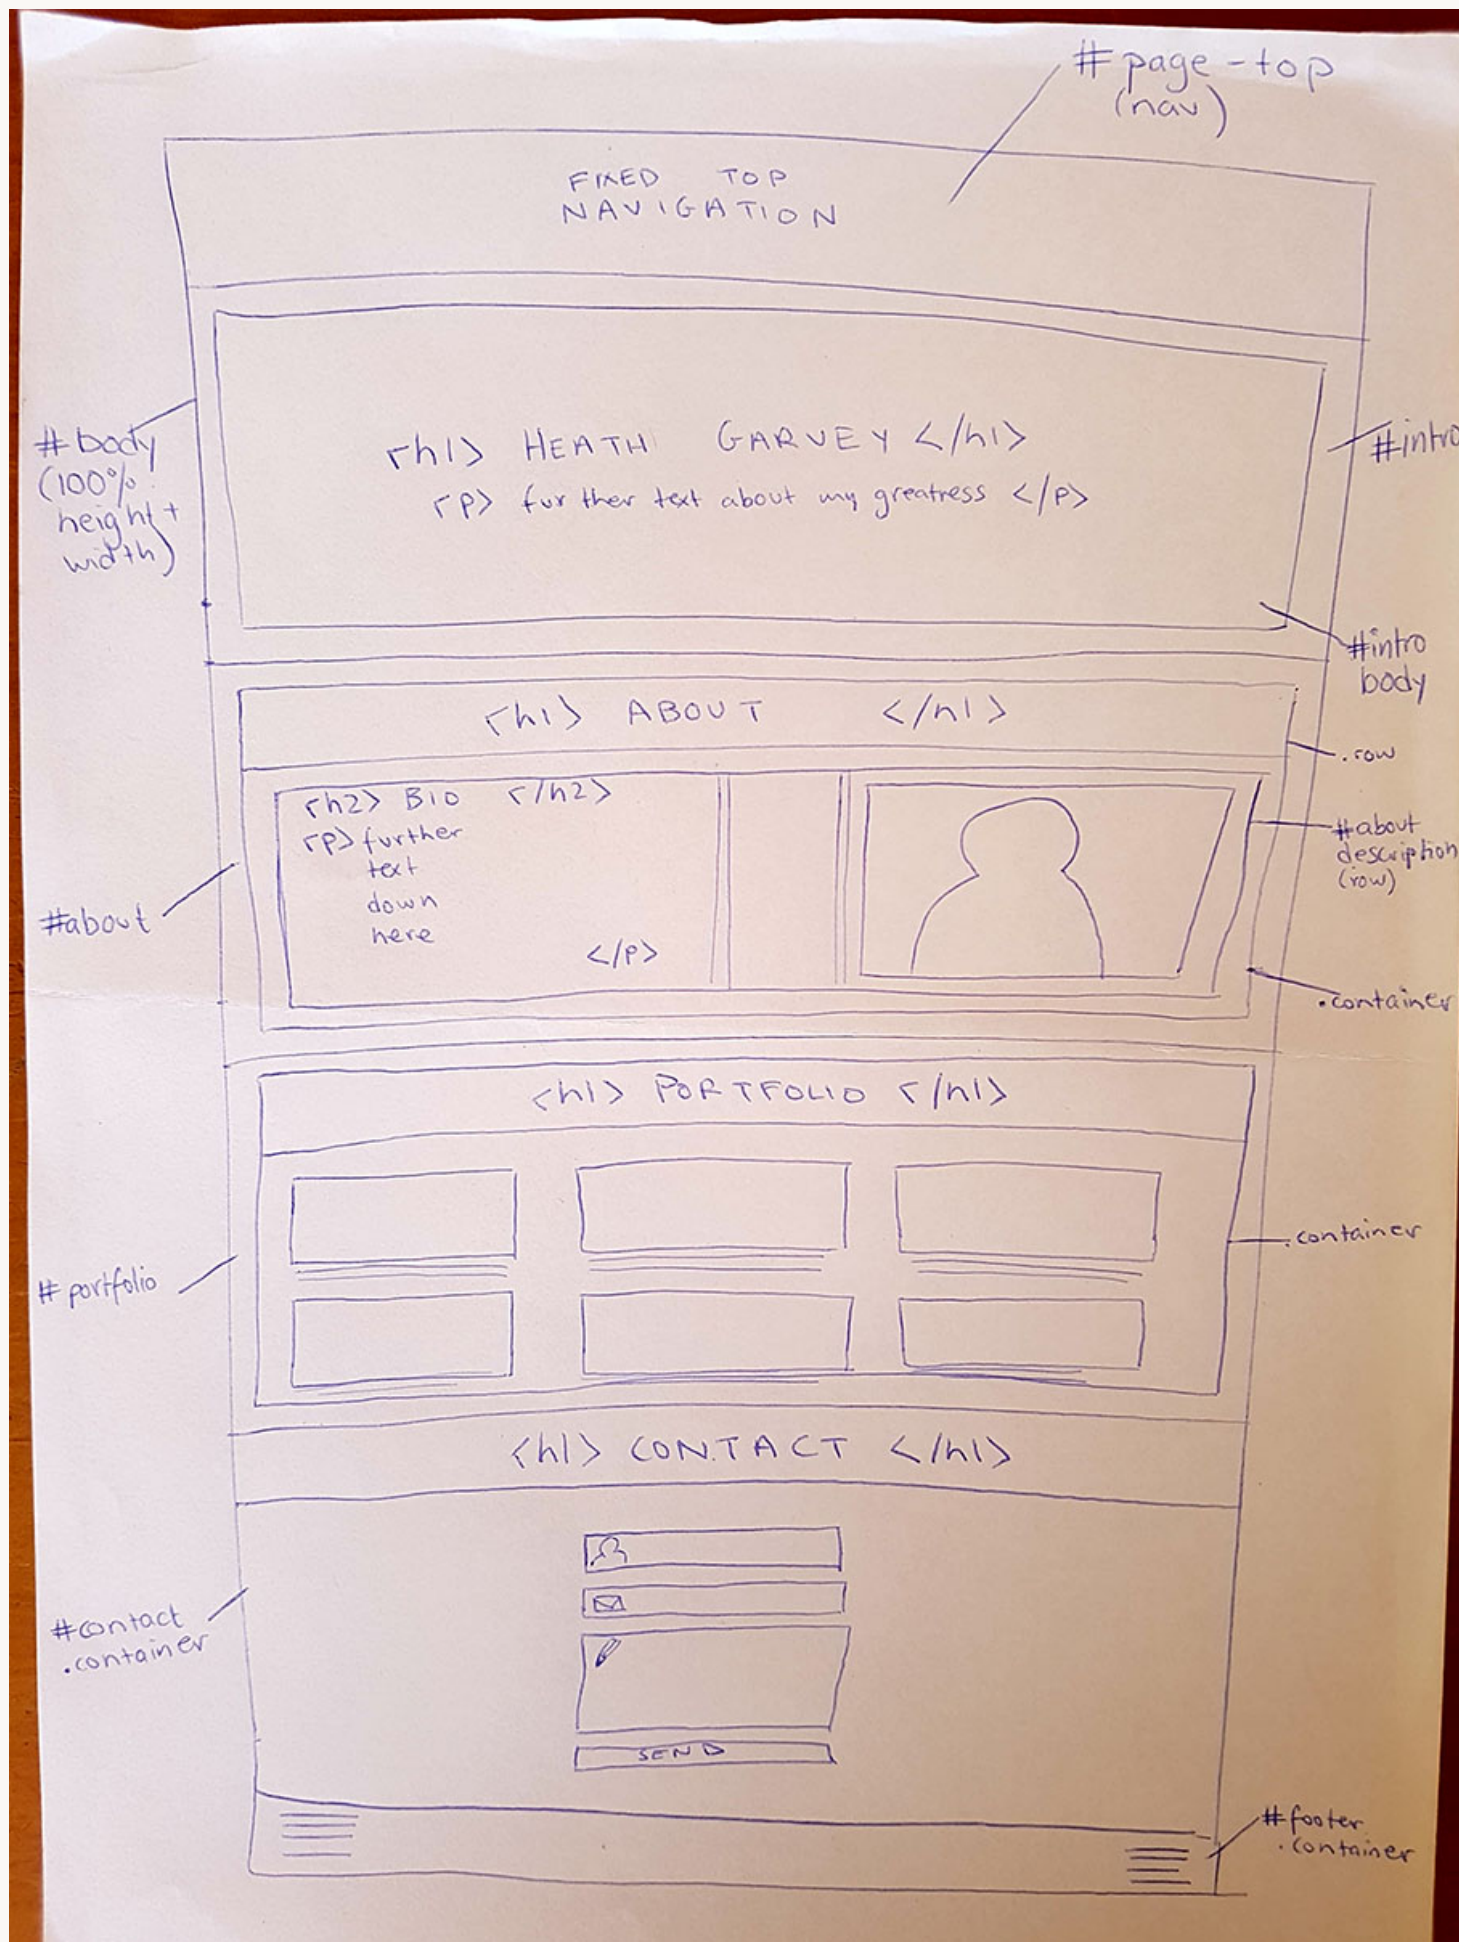 #page-top
(nav)
FIXED TOP
NAVIGATION
#body
(100%
height+
width)
<h1> HEATH GARVEY </h1>
<p> further text about my greatness </p>
#intro
#intro
body
<h1> ABOUT </h1>
.row
<h2> BIO </h2>
<p> further
text
down
here
</p>
#about
description
(row)
#about
.container
<h1> PORTFOLIO </h1>
.container
#portfolio
<h1> CONTACT </h1>
#contact
.container
SEND
#footer
.container